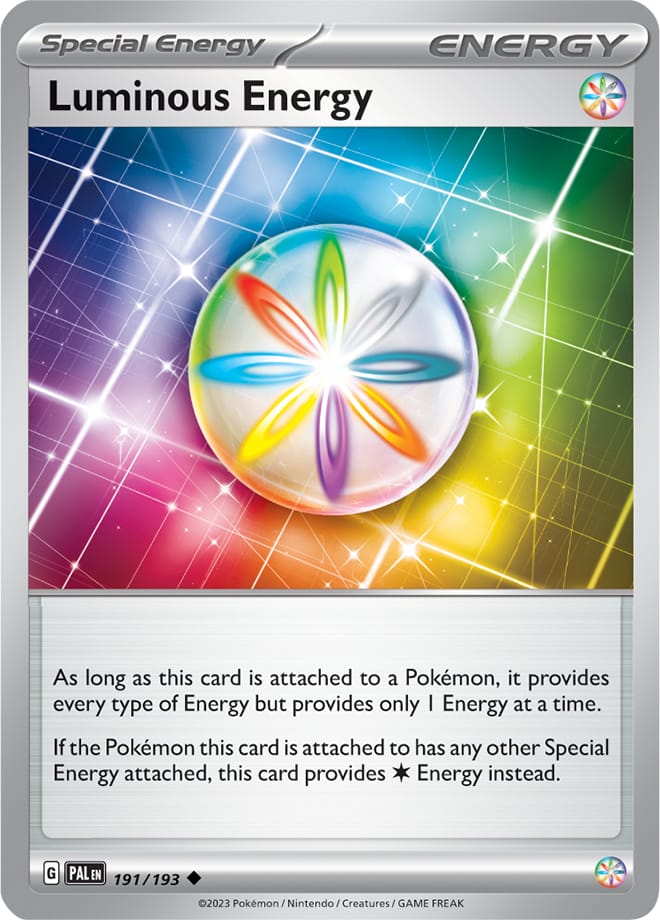 Special Energy ENERGY
Luminous Energy
As long as this card is attached to a Pokémon, it provides
every type of Energy but provides only 1 Energy at a time.
If the Pokémon this card is attached to has any other Special
Energy attached, this card provides ✶ Energy instead.
G PAL EN 191/193 ◆
©2023 Pokémon / Nintendo / Creatures / GAME FREAK